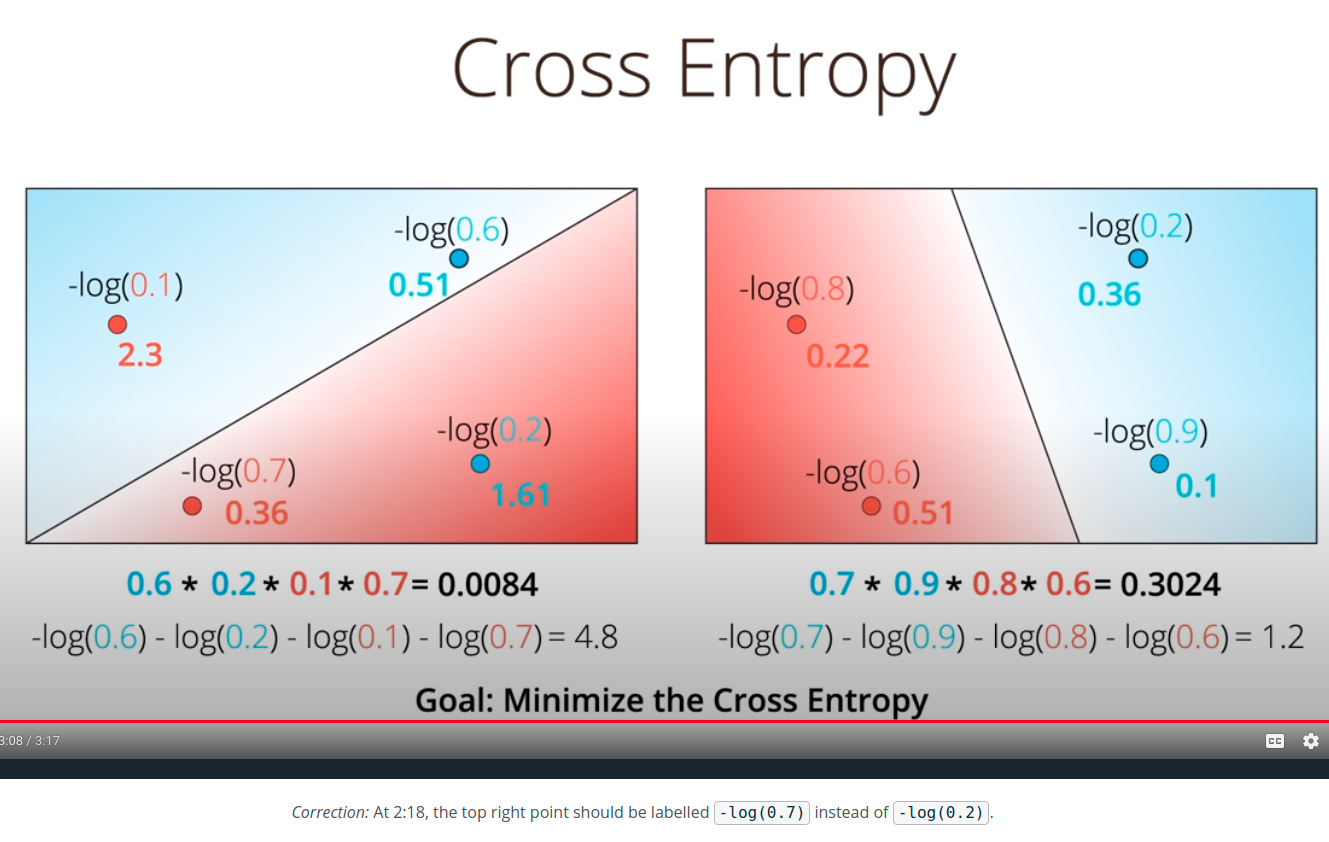 Cross Entropy
-log(0.6)
0.51
-log(0.1)
2.3
-log(0.2)
1.61
-log(0.7)
0.36
-log(0.2)
0.36
-log(0.8)
0.22
-log(0.9)
0.1
-log(0.6)
0.51
0.6 * 0.2 * 0.1 * 0.7 = 0.0084
-log(0.6) - log(0.2) - log(0.1) - log(0.7) = 4.8
0.7 * 0.9 * 0.8 * 0.6 = 0.3024
-log(0.7) - log(0.9) - log(0.8) - log(0.6) = 1.2
Goal: Minimize the Cross Entropy
3:08 / 3:17
CC
Correction: At 2:18, the top right point should be labelled -log(0.7) instead of -log(0.2).